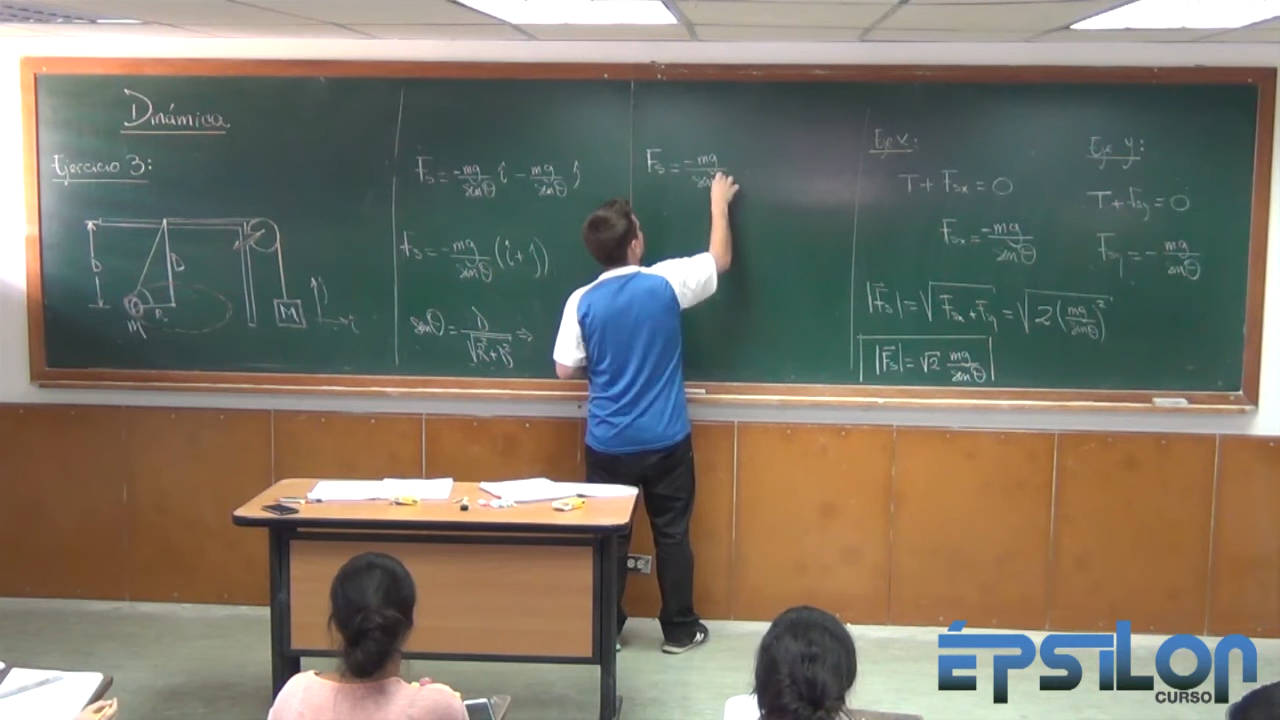 Dinámica
Ejercicio 3:
D
D
R
m
M
j
i
Fs = -mg/senθ i - mg/senθ j
Fs = -mg/senθ (i+j)
senθ = D/√(R²+D²) ⇒
Fs = -mg/sen
Eje x:
T + Fsx = 0
Fsx = -mg/senθ
Eje y:
T + Fsy = 0
Fsy = - mg/senθ
|Fs| = √(Fsx + Fsy) = √(2(mg/senθ)²)
|Fs| = √2 mg/senθ
ÉPSILON
CURSO